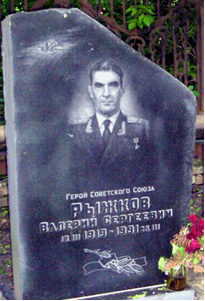 Герой Советского Союза
РЫЖКОВ
ВАЛЕРИЙ СЕРГЕЕВИЧ
1919 - 1991